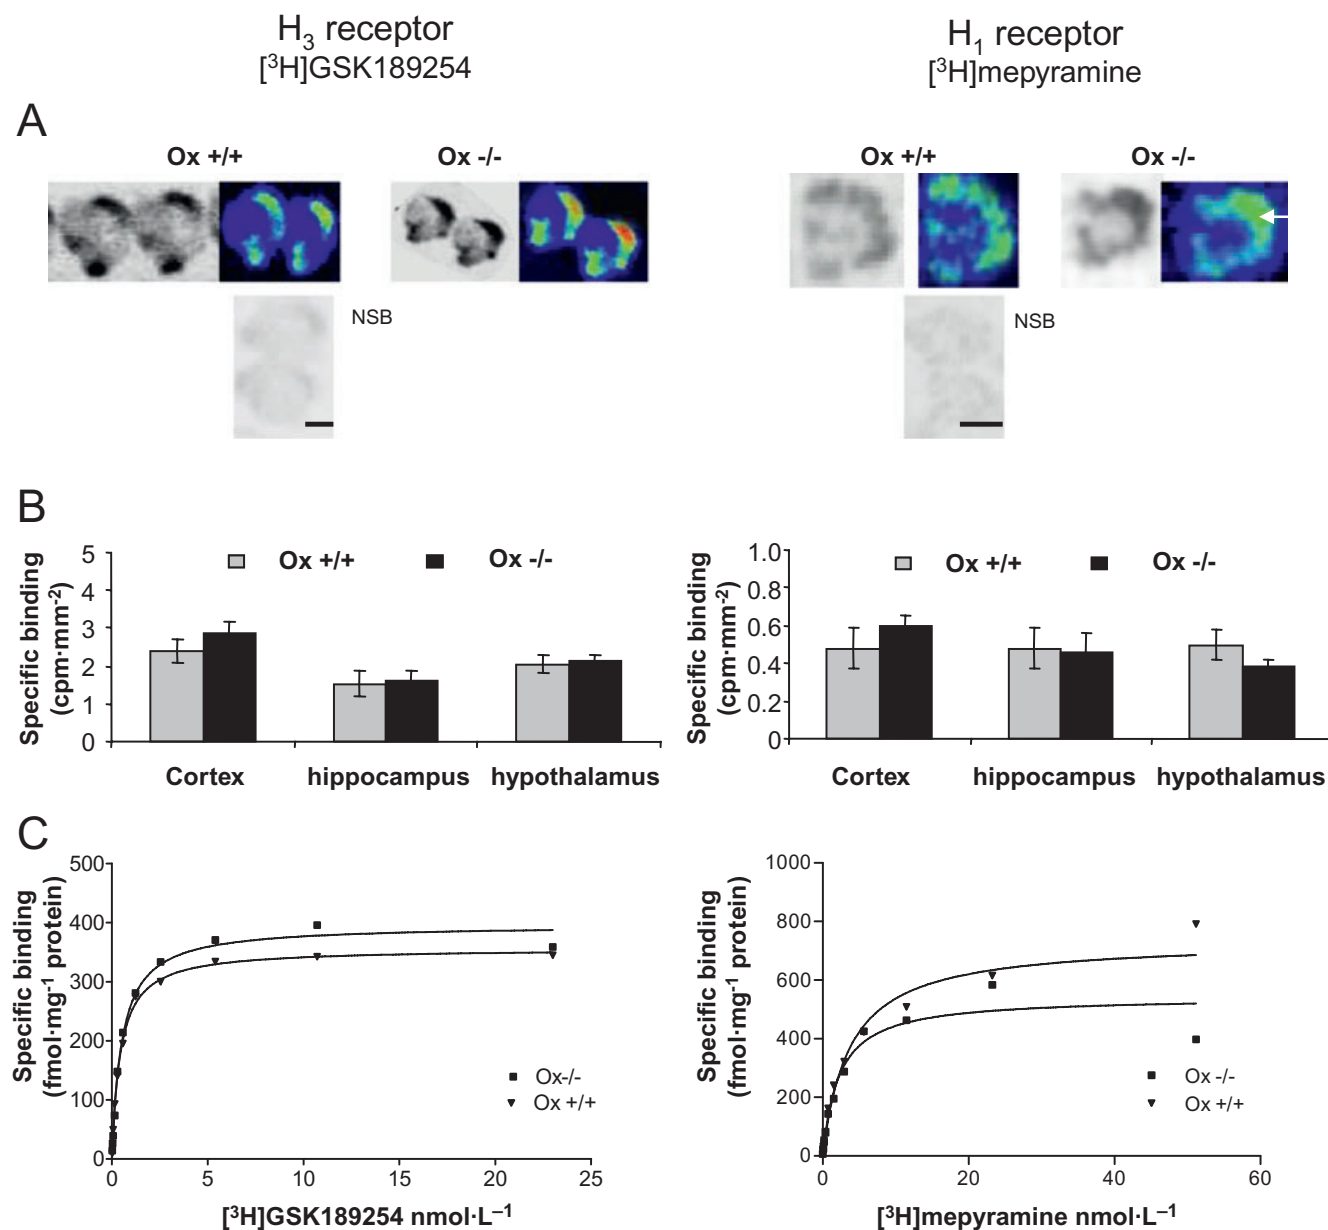 H₃ receptor
[³H]GSK189254
H₁ receptor
[³H]mepyramine
A
Ox +/+
Ox -/-
Ox +/+
Ox -/-
NSB
NSB
B
Specific binding
(cpm·mm⁻²)
5
4
3
2
1
0
Ox +/+
Ox -/-
Cortex
hippocampus
hypothalamus
Specific binding
(cpm·mm⁻²)
1.0
0.8
0.6
0.4
0.2
0
Ox +/+
Ox -/-
Cortex
hippocampus
hypothalamus
C
Specific binding
(fmol·mg⁻¹ protein)
500
400
300
200
100
0
Ox-/-
Ox +/+
0
5
10
15
20
25
[³H]GSK189254 nmol·L⁻¹
Specific binding
(fmol·mg⁻¹ protein)
1000
800
600
400
200
0
Ox -/-
Ox +/+
0
20
40
60
[³H]mepyramine nmol·L⁻¹